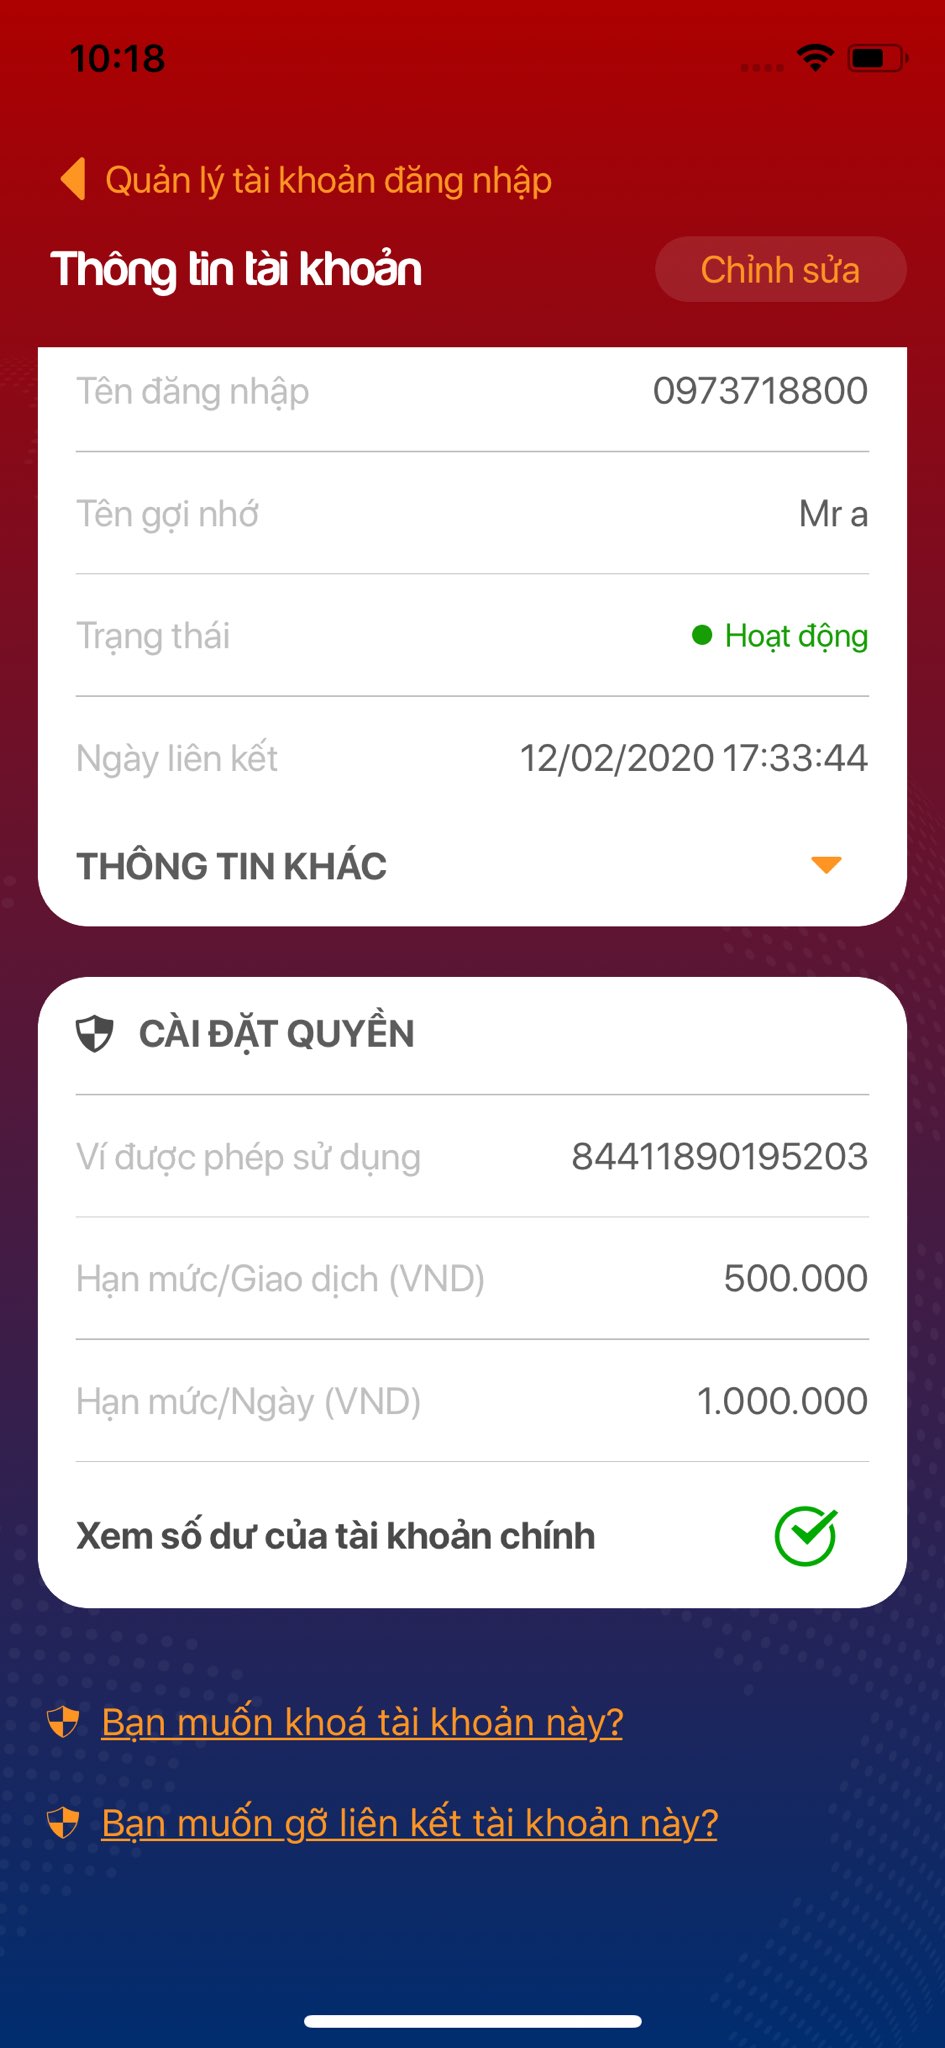 10:18
Quản lý tài khoản đăng nhập
Thông tin tài khoản
Chỉnh sửa
Tên đăng nhập 0973718800
Tên gợi nhớ Mr a
Trạng thái Hoạt động
Ngày liên kết 12/02/2020 17:33:44
THÔNG TIN KHÁC
CÀI ĐẶT QUYỀN
Ví được phép sử dụng 84411890195203
Hạn mức/Giao dịch (VND) 500.000
Hạn mức/Ngày (VND) 1.000.000
Xem số dư của tài khoản chính
Bạn muốn khoá tài khoản này?
Bạn muốn gỡ liên kết tài khoản này?